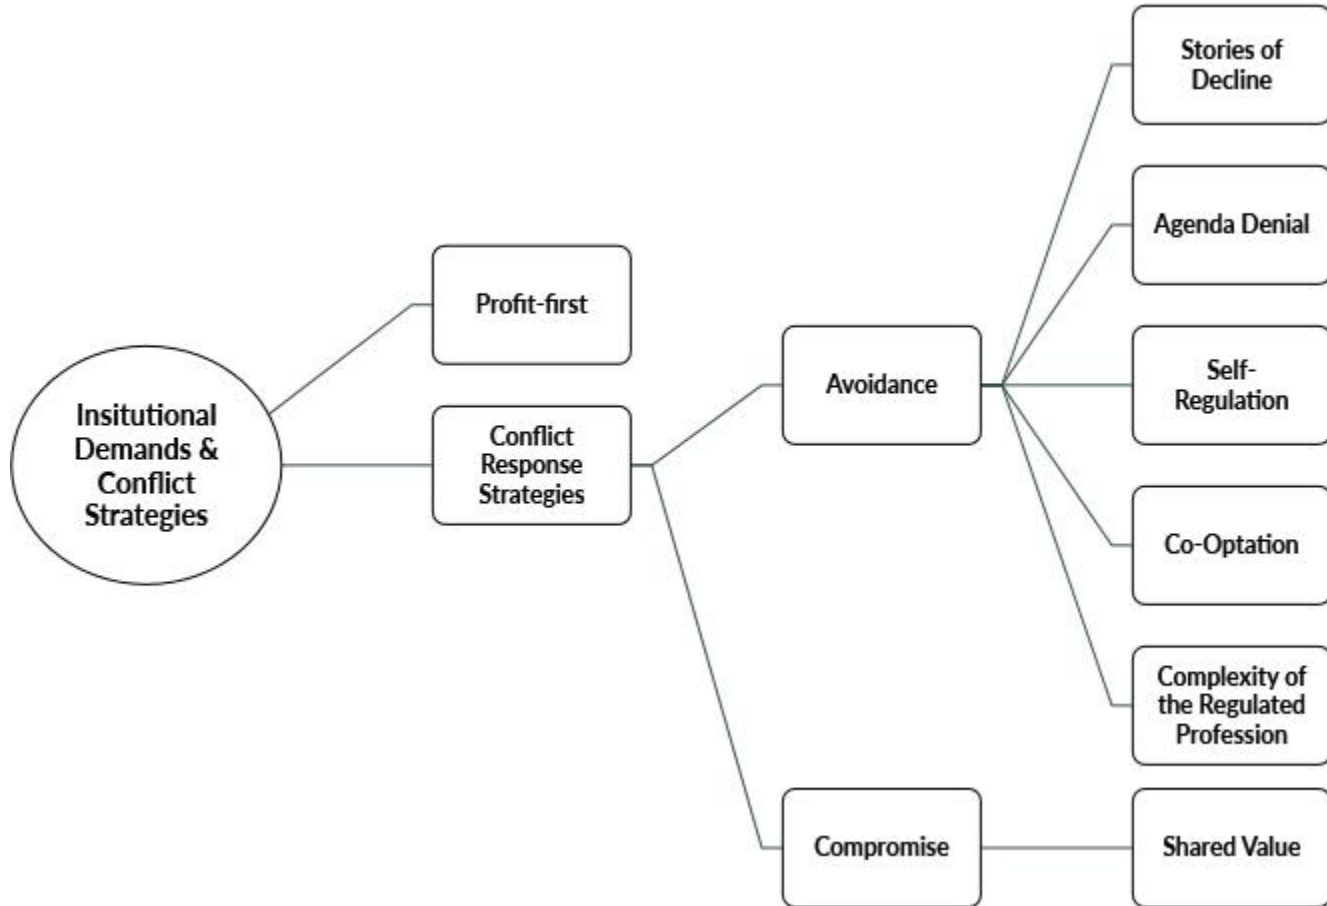 Insitutional
Demands &
Conflict
Strategies
Profit-first
Conflict
Response
Strategies
Avoidance
Compromise
Stories of
Decline
Agenda Denial
Self-
Regulation
Co-Optation
Complexity of
the Regulated
Profession
Shared Value